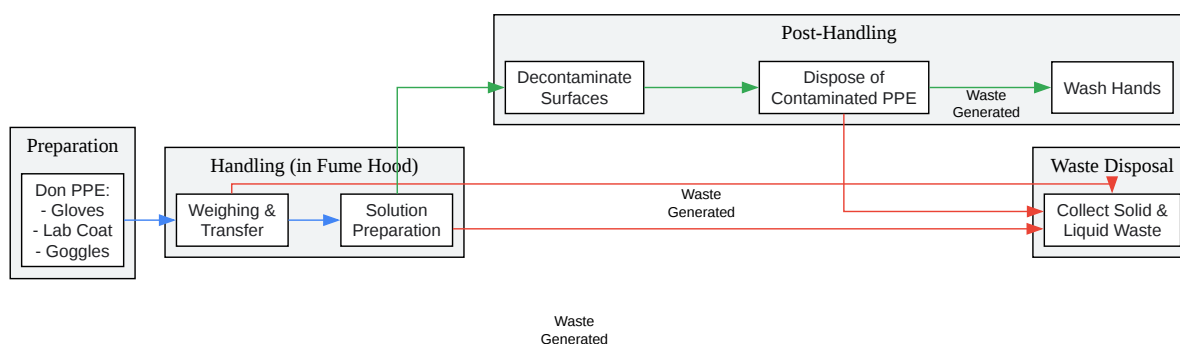 Post-Handling
Decontaminate
Surfaces
Dispose of
Contaminated PPE
Waste
Generated
Wash Hands
Preparation
Don PPE:
- Gloves
- Lab Coat
- Goggles
Handling (in Fume Hood)
Weighing &
Transfer
Solution
Preparation
Waste
Generated
Waste Disposal
Collect Solid &
Liquid Waste
Waste
Generated